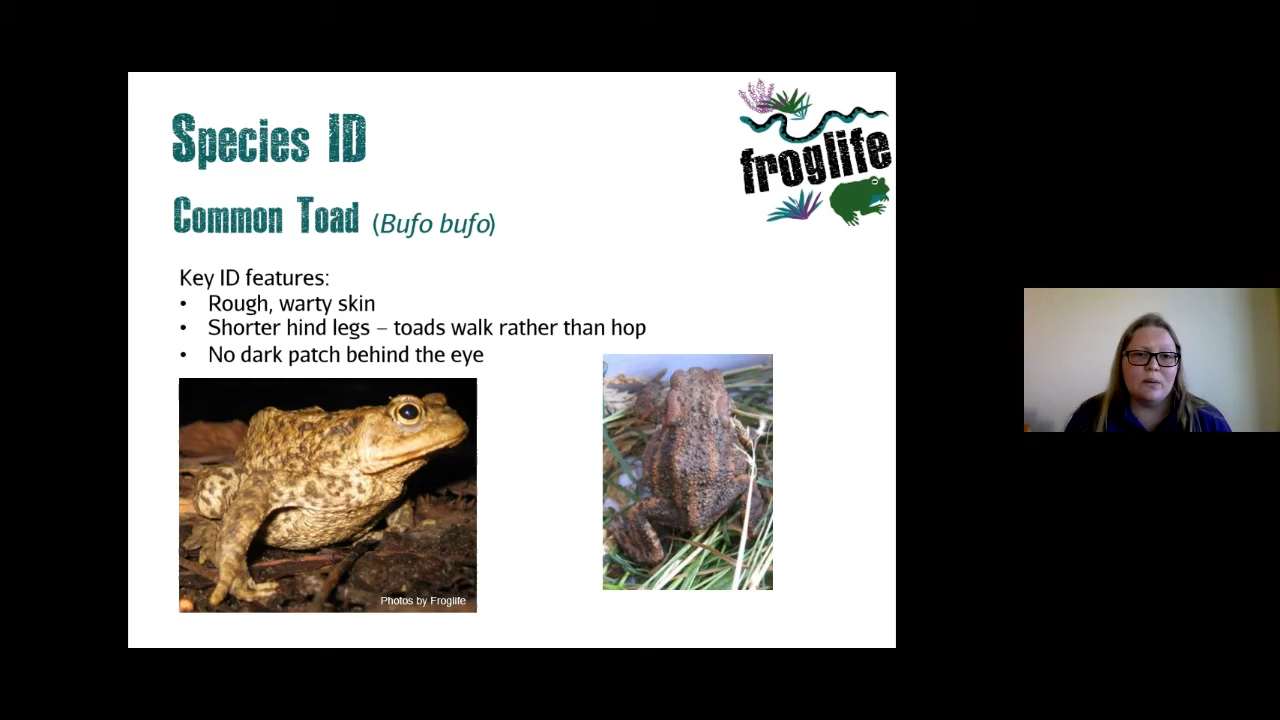 Species ID
froglife
Common Toad (Bufo bufo)
Key ID features:
• Rough, warty skin
• Shorter hind legs – toads walk rather than hop
• No dark patch behind the eye
Photos by Froglife